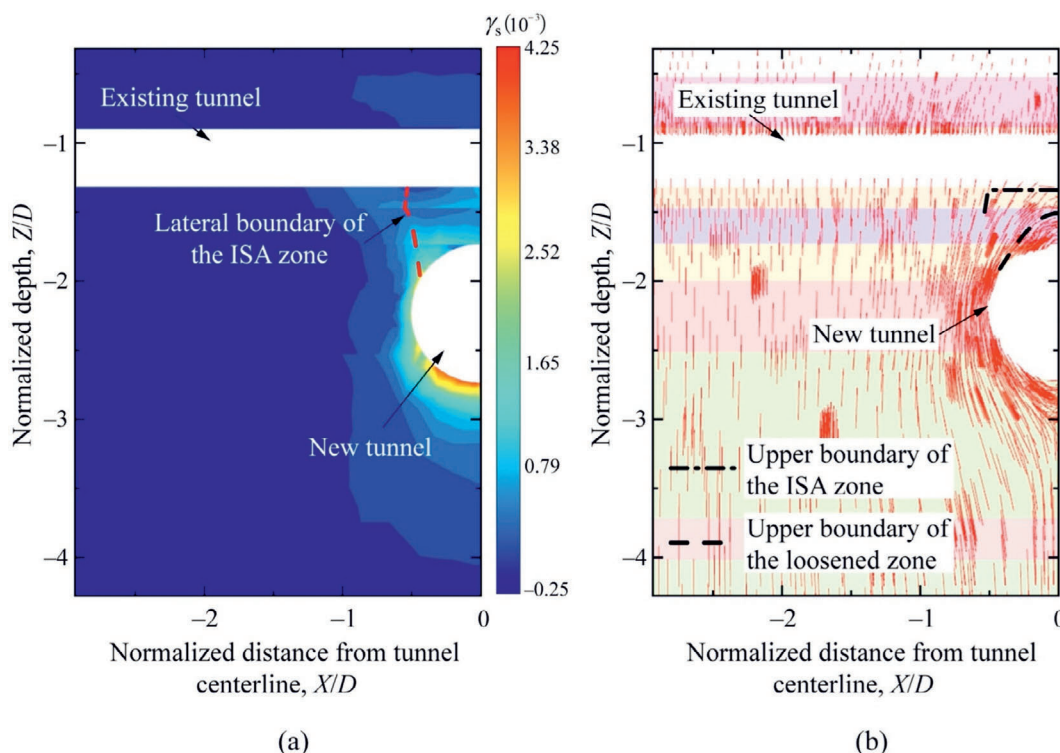 γs(10⁻³)
4.25
3.38
2.52
1.65
0.79
−0.25
Existing tunnel
Lateral boundary of
the ISA zone
New tunnel
−1
−2
−3
−4
Normalized depth, Z/D
−2
−1
0
Normalized distance from tunnel
centerline, X/D
(a)
Existing tunnel
New tunnel
Upper boundary of
the ISA zone
Upper boundary of
the loosened zone
−1
−2
−3
−4
Normalized depth, Z/D
−2
−1
0
Normalized distance from tunnel
centerline, X/D
(b)